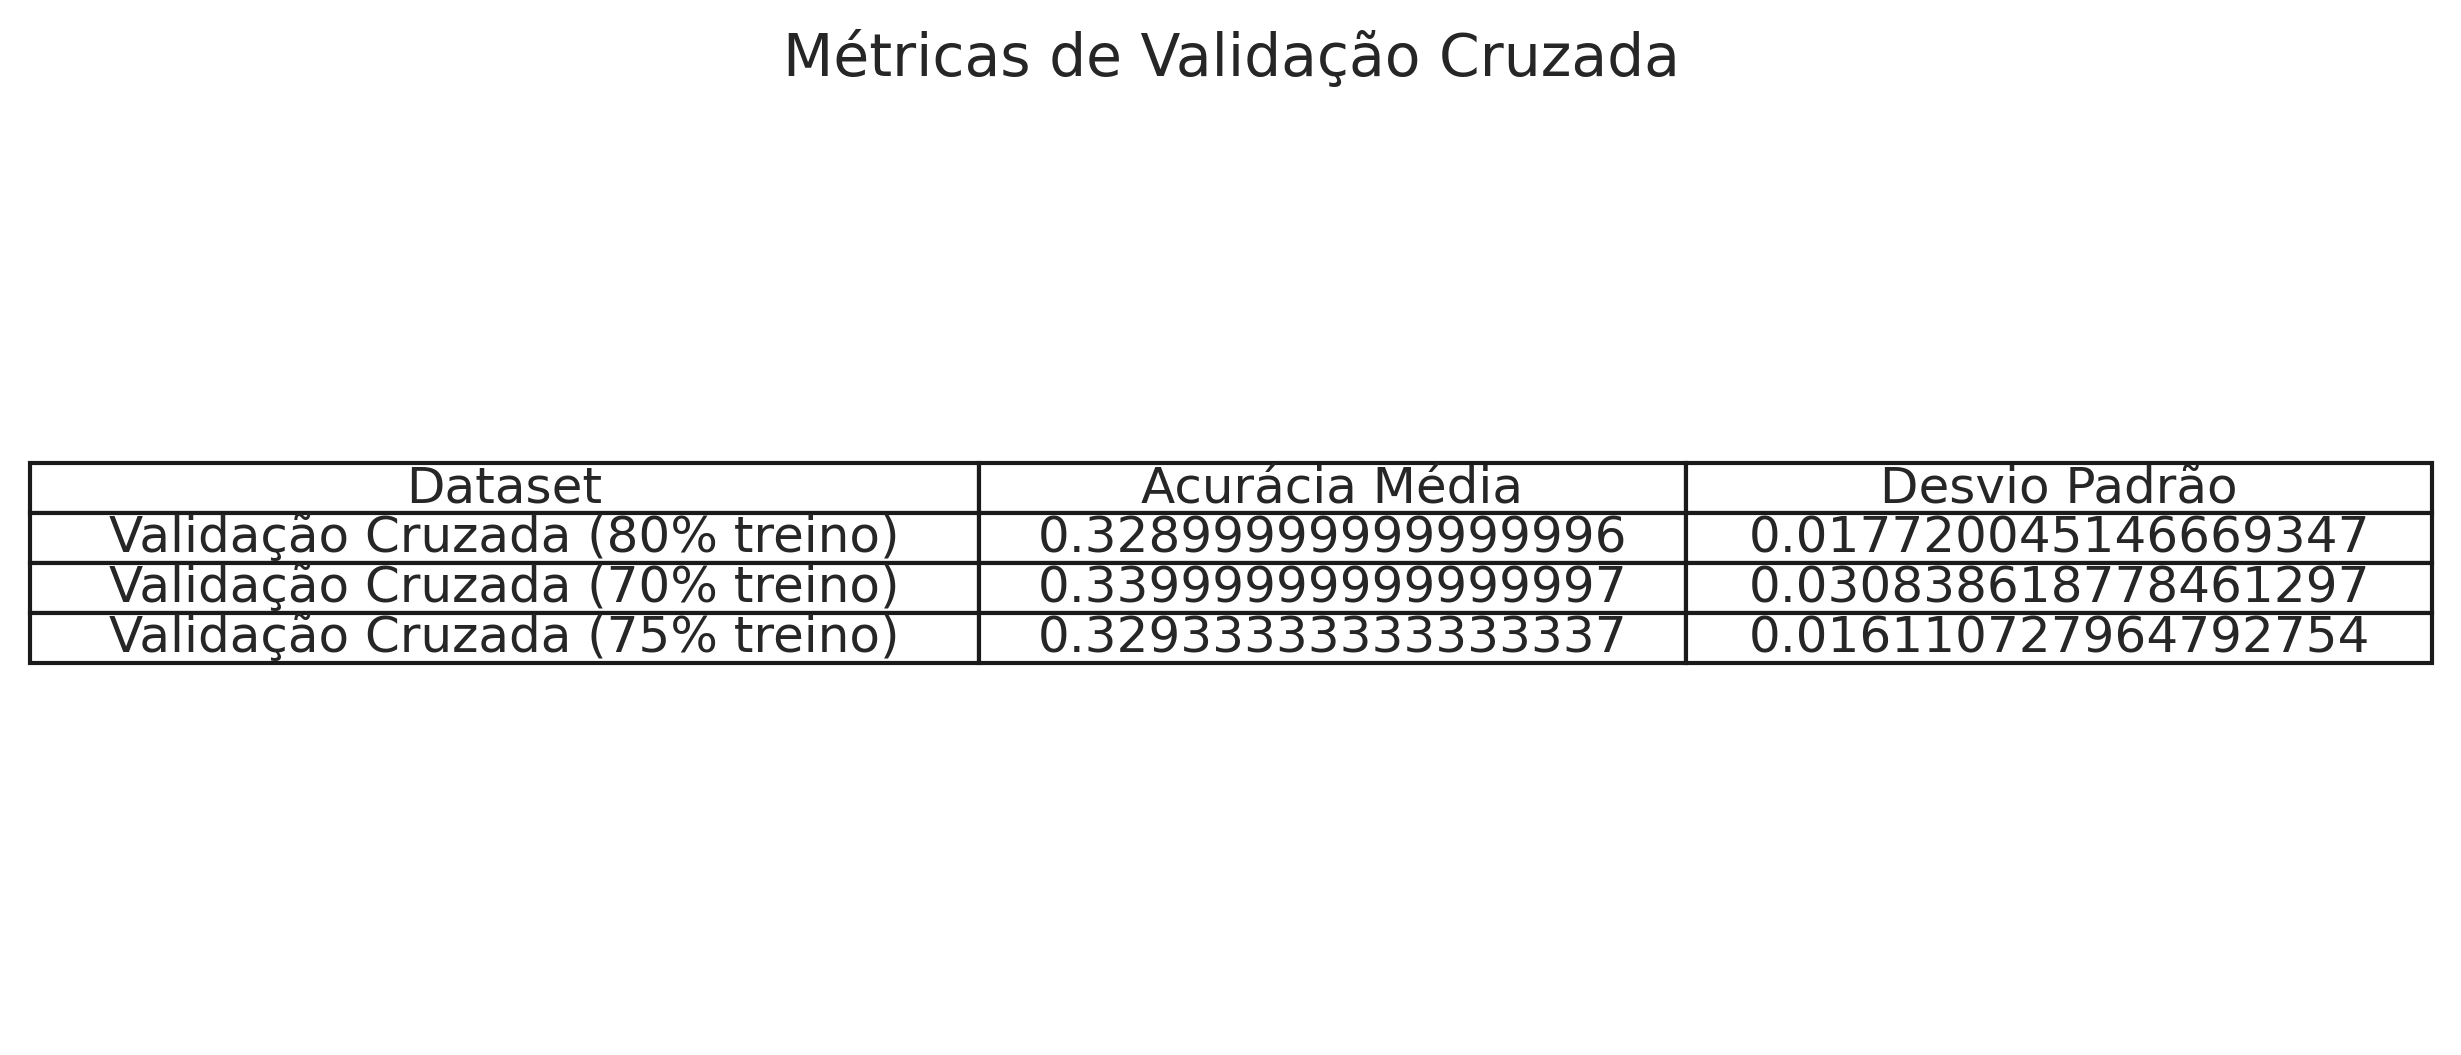 Métricas de Validação Cruzada
Dataset Acurácia Média Desvio Padrão
Validação Cruzada (80% treino) 0.32899999999999996 0.017720045146669347
Validação Cruzada (70% treino) 0.33999999999999997 0.030838618778461297
Validação Cruzada (75% treino) 0.32933333333333337 0.016110727964792754